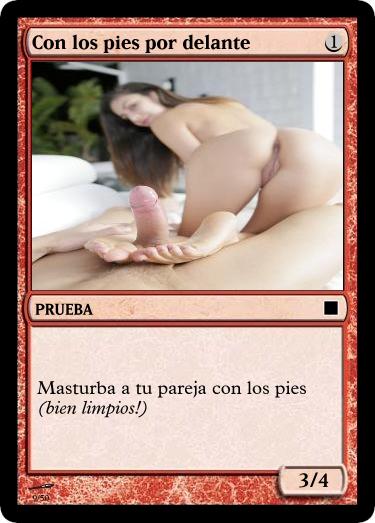 Con los pies por delante 1
PRUEBA
Masturba a tu pareja con los pies
(bien limpios!)
3/4